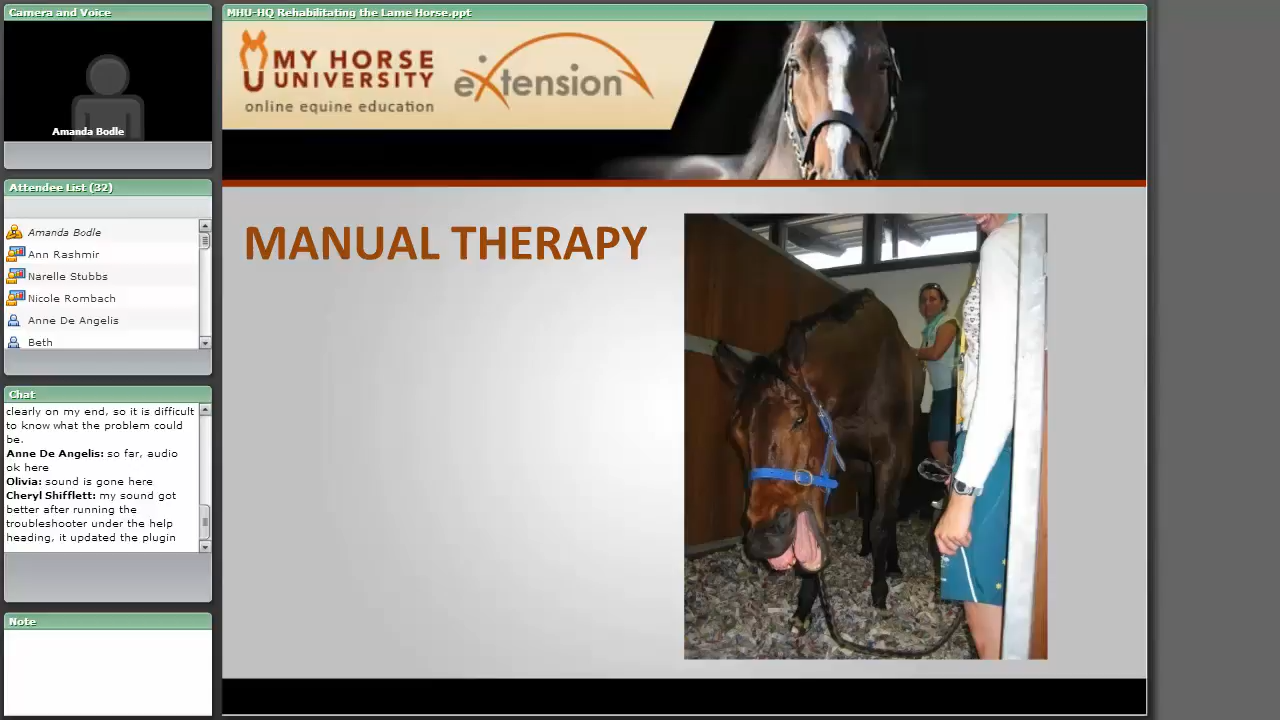 Camera and Voice
Amanda Bodle
Attendee List (32)
Amanda Bodle
Ann Rashmir
Narelle Stubbs
Nicole Rombach
Anne De Angelis
Beth
Chat
clearly on my end, so it is difficult
to know what the problem could
be.
Anne De Angelis: so far, audio
ok here
Olivia: sound is gone here
Cheryl Shifflett: my sound got
better after running the
troubleshooter under the help
heading, it updated the plugin
Note
MHU-HQ Rehabilitating the Lame Horse.ppt
MY HORSE
UNIVERSITY
online equine education
eXtension
MANUAL THERAPY